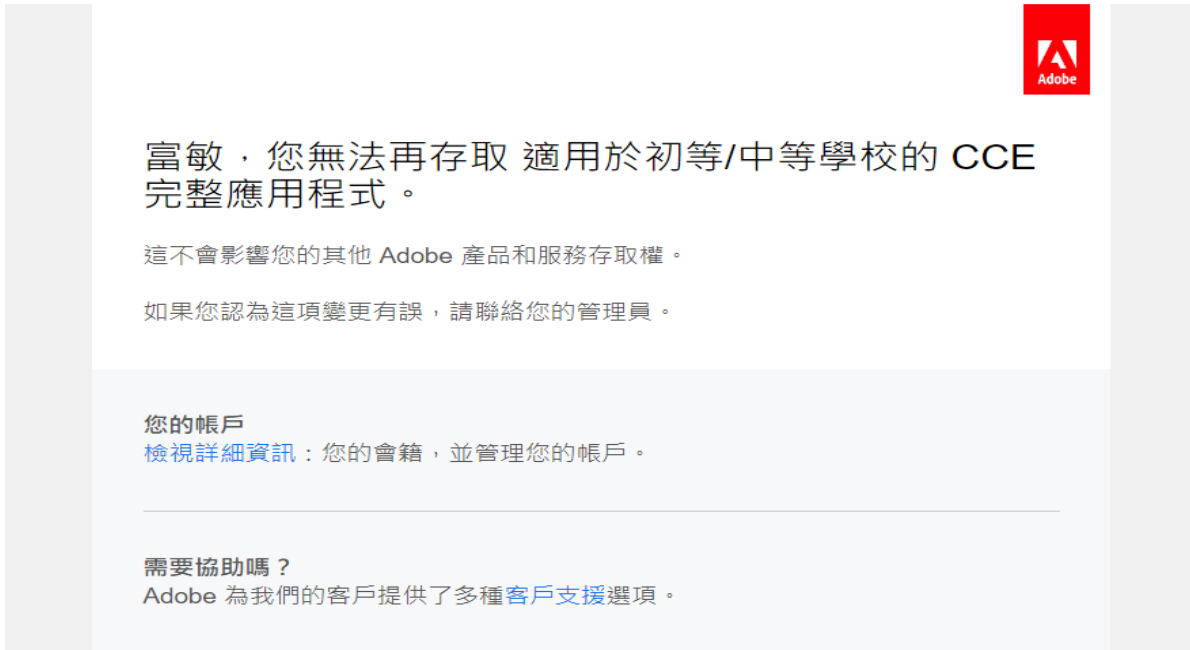 Adobe
富敏，您無法再存取 適用於初等/中等學校的 CCE
完整應用程式。
這不會影響您的其他 Adobe 產品和服務存取權。
如果您認為這項變更有誤，請聯絡您的管理員。
您的帳戶
檢視詳細資訊：您的會籍，並管理您的帳戶。
需要協助嗎？
Adobe 為我們的客戶提供了多種客戶支援選項。